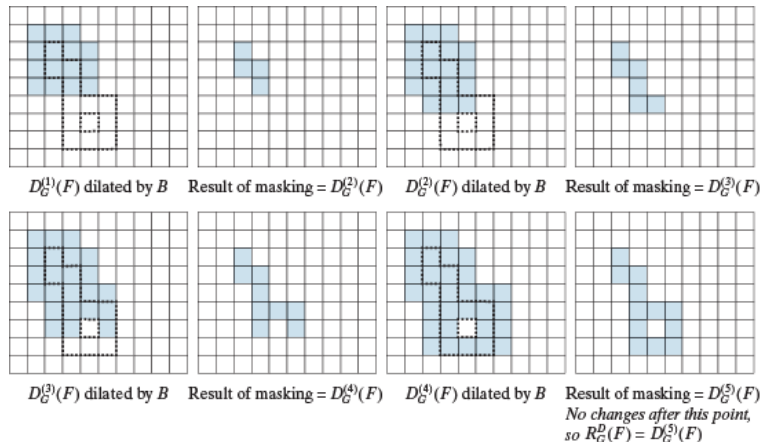 D_G^{(1)}(F) dilated by B
Result of masking = D_G^{(2)}(F)
D_G^{(2)}(F) dilated by B
Result of masking = D_G^{(3)}(F)
D_G^{(3)}(F) dilated by B
Result of masking = D_G^{(4)}(F)
D_G^{(4)}(F) dilated by B
Result of masking = D_G^{(5)}(F)
No changes after this point,
so R_G^D(F) = D_G^{(5)}(F)